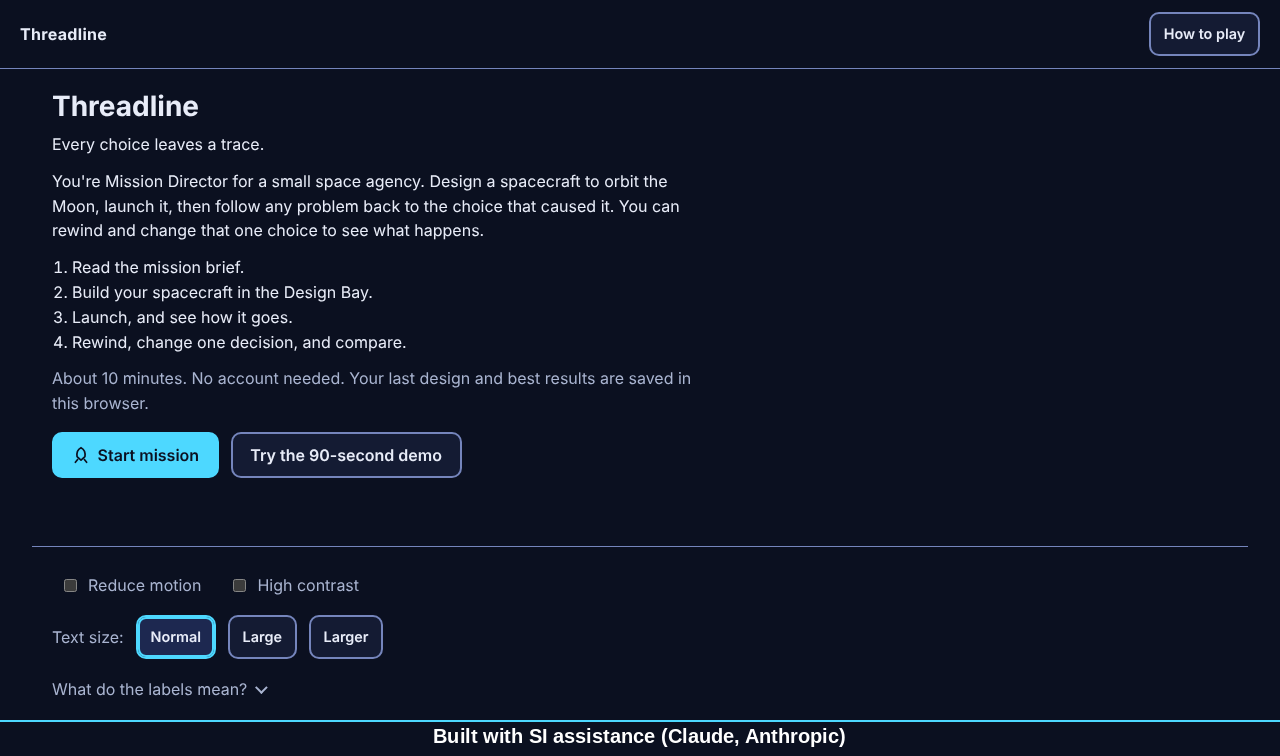 Threadline
How to play
Threadline
Every choice leaves a trace.
You're Mission Director for a small space agency. Design a spacecraft to orbit the
Moon, launch it, then follow any problem back to the choice that caused it. You can
rewind and change that one choice to see what happens.
1. Read the mission brief.
2. Build your spacecraft in the Design Bay.
3. Launch, and see how it goes.
4. Rewind, change one decision, and compare.
About 10 minutes. No account needed. Your last design and best results are saved in
this browser.
Start mission
Try the 90-second demo
Reduce motion
High contrast
Text size:
Normal
Large
Larger
What do the labels mean?
Built with SI assistance (Claude, Anthropic)